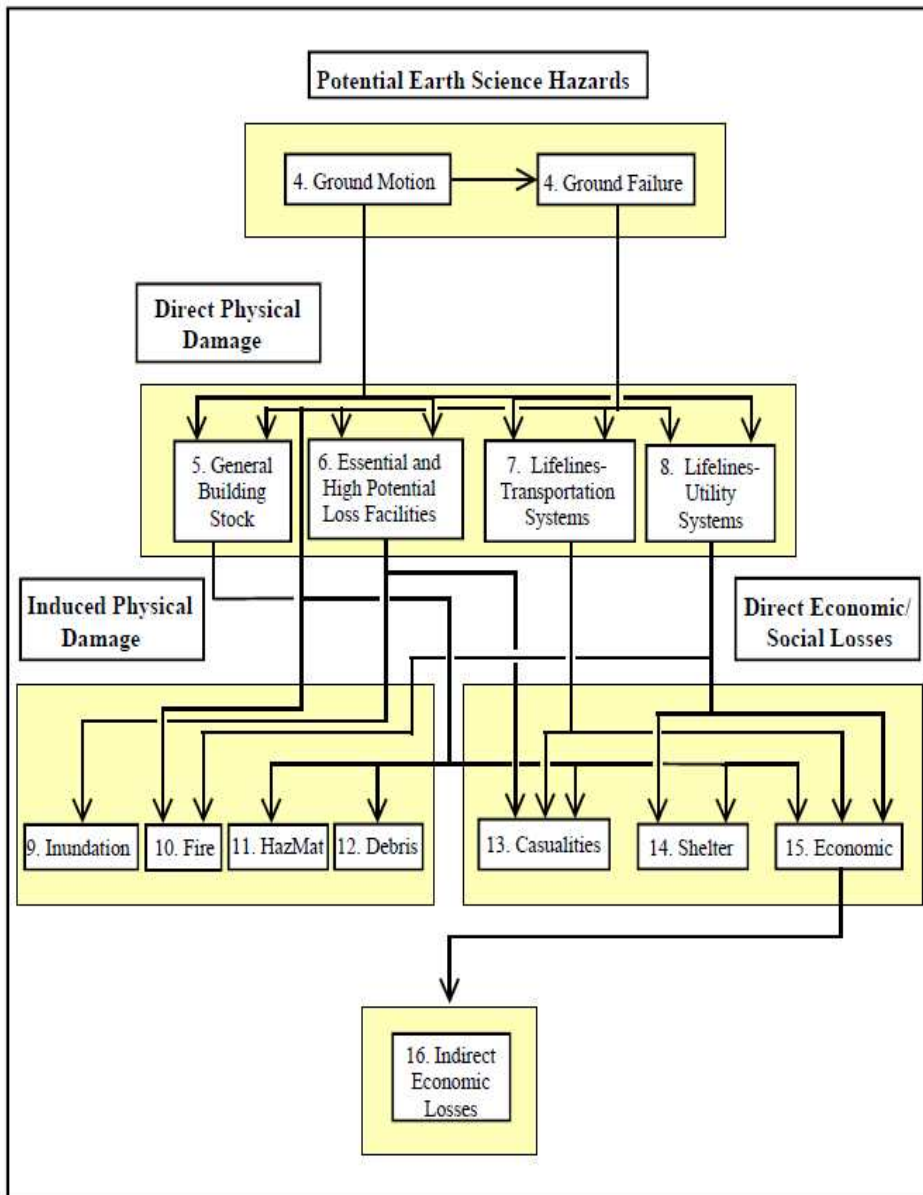 Potential Earth Science Hazards
4. Ground Motion
4. Ground Failure
Direct Physical
Damage
5. General
Building
Stock
6. Essential and
High Potential
Loss Facilities
7. Lifelines-
Transportation
Systems
8. Lifelines-
Utility
Systems
Induced Physical
Damage
Direct Economic/
Social Losses
9. Inundation
10. Fire
11. HazMat
12. Debris
13. Casualities
14. Shelter
15. Economic
16. Indirect
Economic
Losses